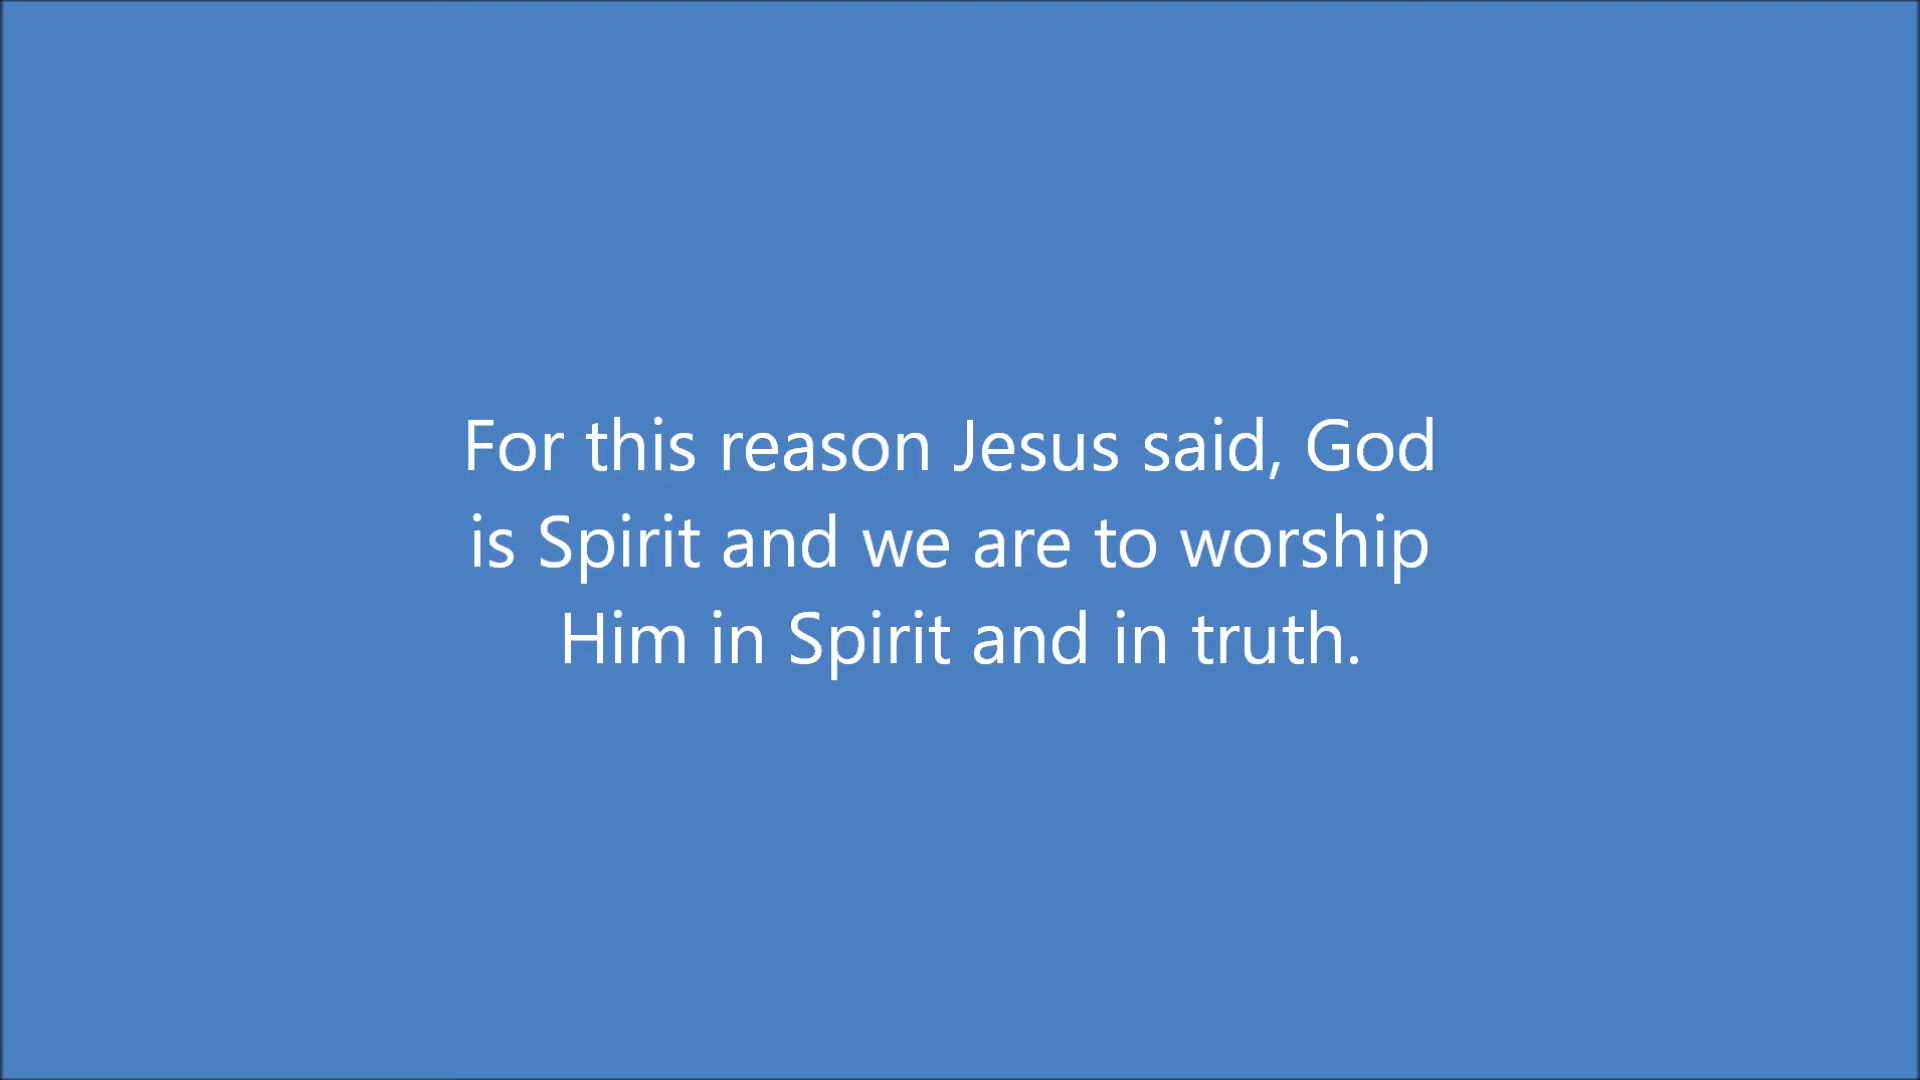 For this reason Jesus said, God
is Spirit and we are to worship
Him in Spirit and in truth.